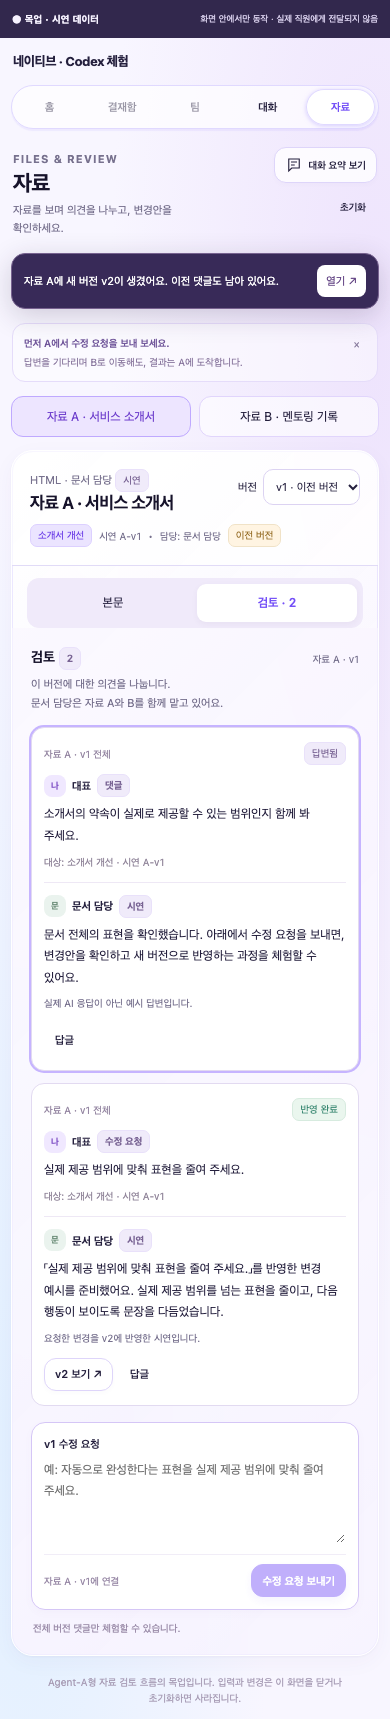 목업 · 시연 데이터
화면 안에서만 동작 · 실제 직원에게 전달되지 않음
네이티브 · Codex 체험
홈
결재함
팀
대화
자료
FILES & REVIEW
자료
대화 요약 보기
자료를 보며 의견을 나누고, 변경안을
확인하세요.
초기화
자료 A에 새 버전 v2이 생겼어요. 이전 댓글도 남아 있어요.
열기 ↗
먼저 A에서 수정 요청을 보내 보세요.
×
답변을 기다리며 B로 이동해도, 결과는 A에 도착합니다.
자료 A · 서비스 소개서
자료 B · 멘토링 기록
HTML · 문서 담당 시연
자료 A · 서비스 소개서
버전
v1 · 이전 버전
소개서 개선 시연 A-v1 • 담당: 문서 담당 이전 버전
본문
검토 · 2
검토 2
자료 A · v1
이 버전에 대한 의견을 나눕니다.
문서 담당은 자료 A와 B를 함께 맡고 있어요.
자료 A · v1 전체
답변됨
나 대표 댓글
소개서의 약속이 실제로 제공할 수 있는 범위인지 함께 봐
주세요.
대상: 소개서 개선 · 시연 A-v1
문 문서 담당 시연
문서 전체의 표현을 확인했습니다. 아래에서 수정 요청을 보내면,
변경안을 확인하고 새 버전으로 반영하는 과정을 체험할 수
있어요.
실제 AI 응답이 아닌 예시 답변입니다.
답글
자료 A · v1 전체
반영 완료
나 대표 수정 요청
실제 제공 범위에 맞춰 표현을 줄여 주세요.
대상: 소개서 개선 · 시연 A-v1
문 문서 담당 시연
「실제 제공 범위에 맞춰 표현을 줄여 주세요.」를 반영한 변경
예시를 준비했어요. 실제 제공 범위를 넘는 표현을 줄이고, 다음
행동이 보이도록 문장을 다듬었습니다.
요청한 변경을 v2에 반영한 시연입니다.
v2 보기 ↗
답글
v1 수정 요청
예: 자동으로 완성한다는 표현을 실제 제공 범위에 맞춰 줄여
주세요.
자료 A · v1에 연결
수정 요청 보내기
전체 버전 댓글만 체험할 수 있습니다.
Agent-A형 자료 검토 흐름의 목업입니다. 입력과 변경은 이 화면을 닫거나
초기화하면 사라집니다.